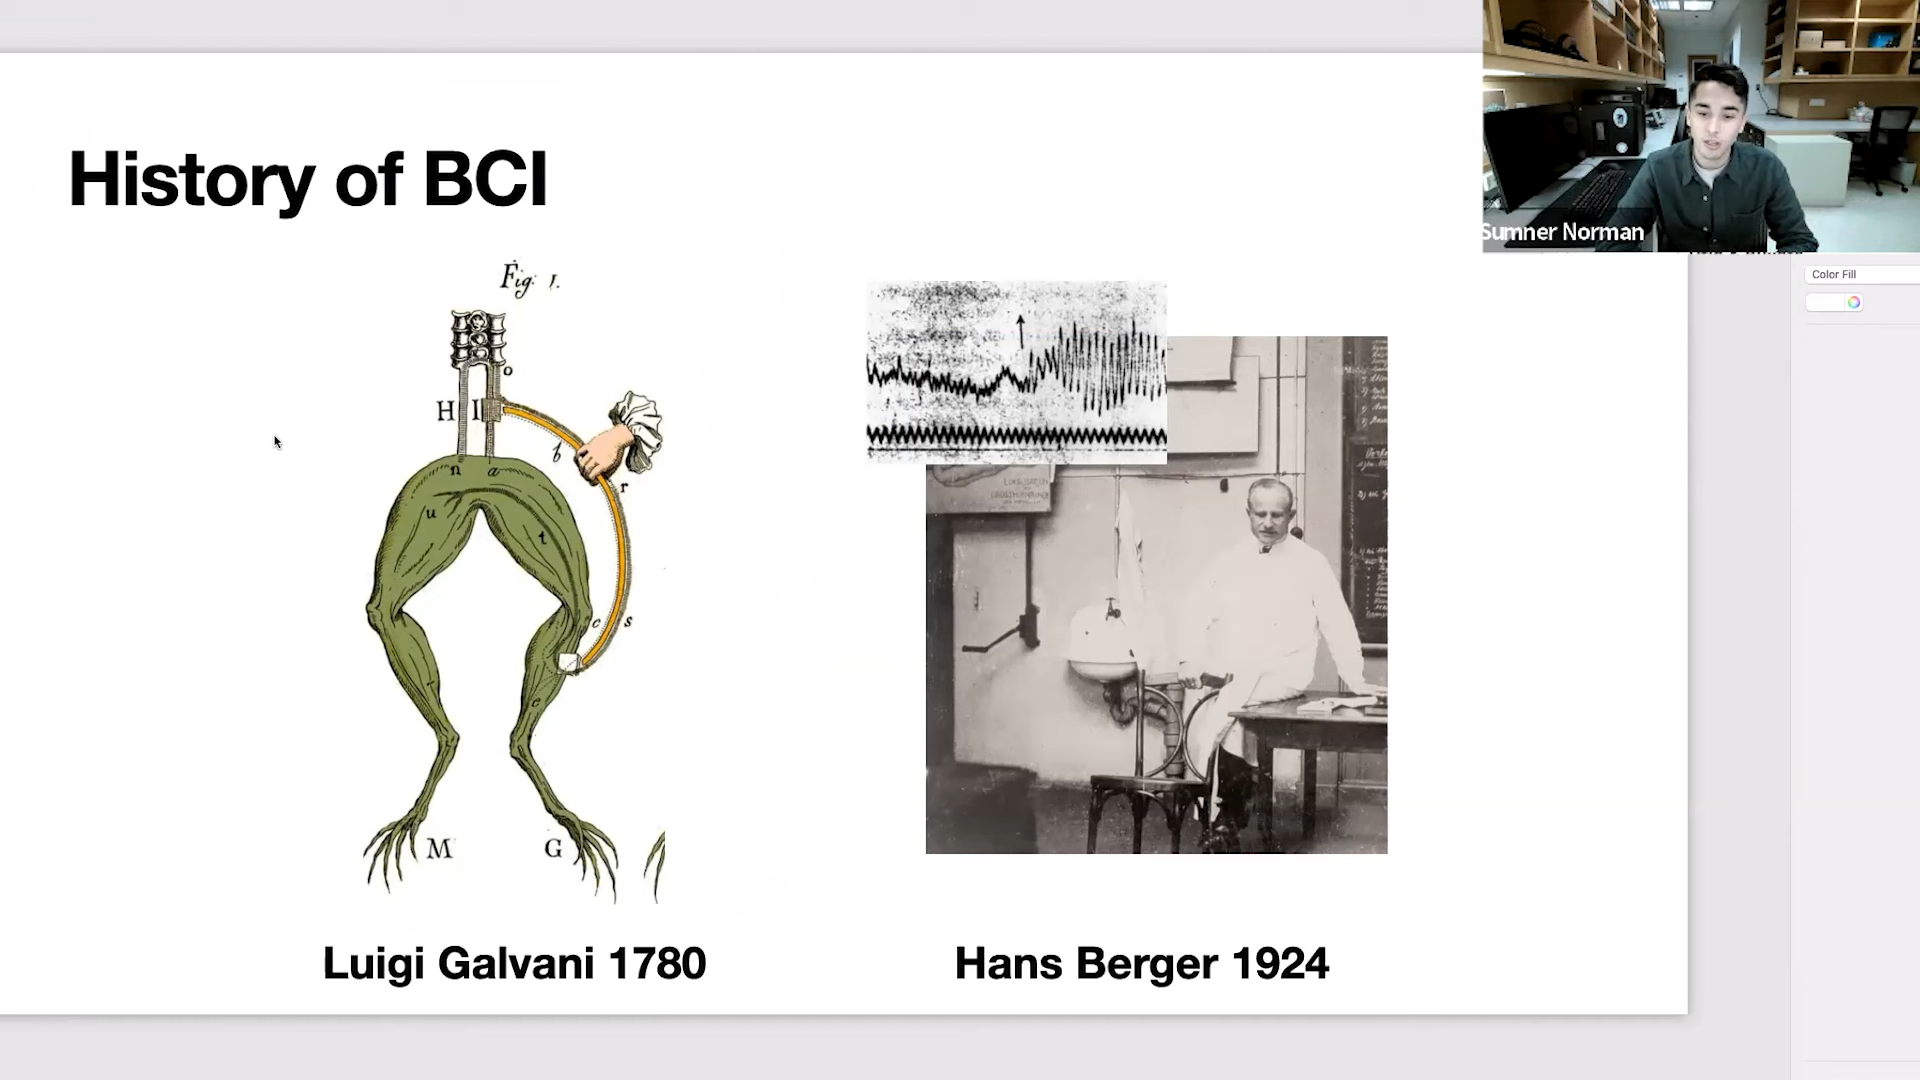 History of BCI
Fig. 1.
o
H I
b
r
n a
u
t
c s
e
M G
Luigi Galvani 1780
Hans Berger 1924
Sumner Norman
Color Fill